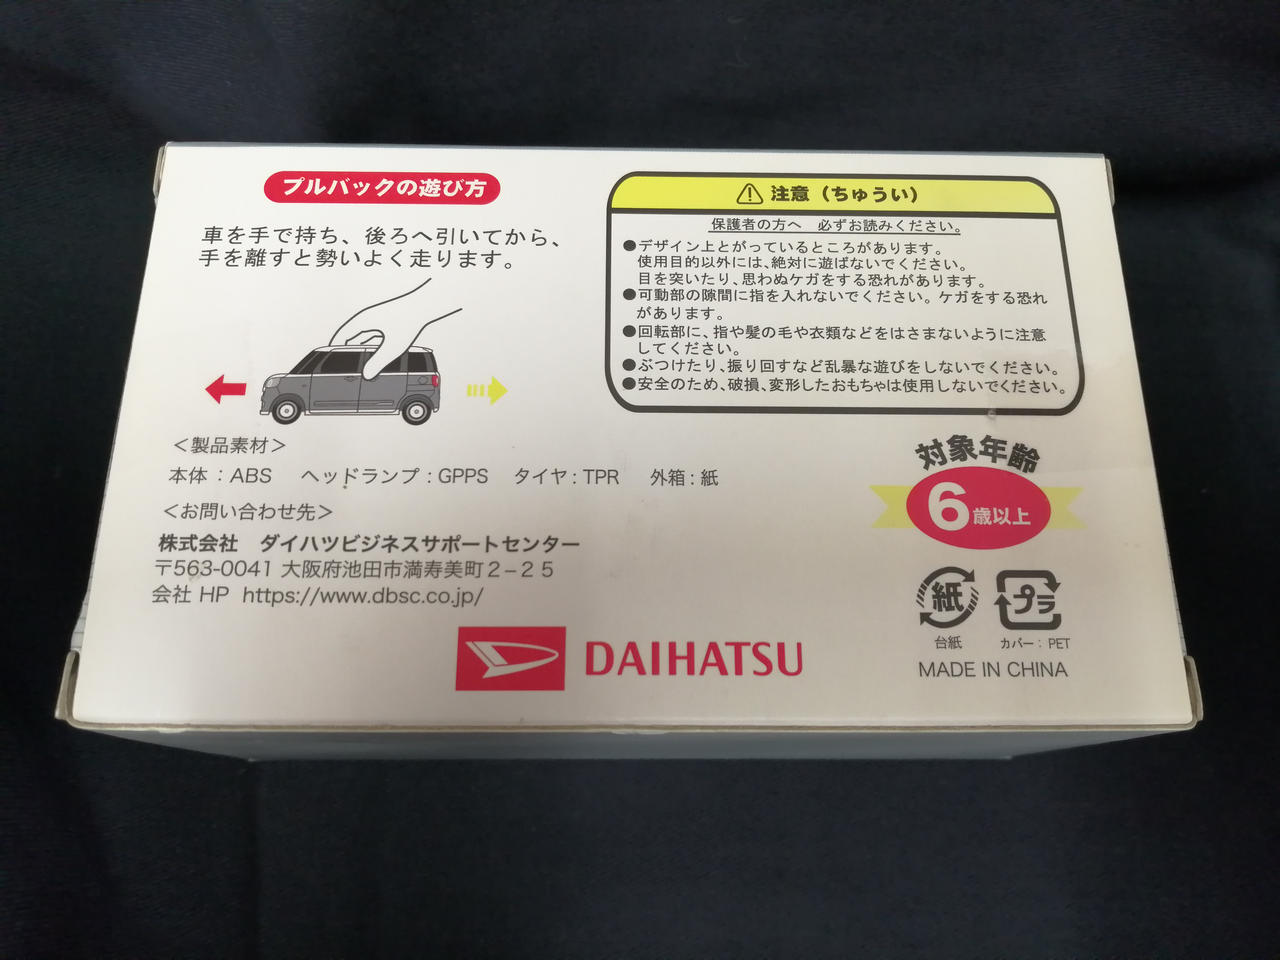 プルバックの遊び方
車を手で持ち、後ろへ引いてから、
手を離すと勢いよく走ります。
注意（ちゅうい）
保護者の方へ　必ずお読みください。
●デザイン上とがっているところがあります。
使用目的以外には、絶対に遊ばないでください。
目を突いたり、思わぬケガをする恐れがあります。
●可動部の隙間に指を入れないでください。ケガをする恐れ
があります。
●回転部に、指や髪の毛や衣類などをはさまないように注意
してください。
●ぶつけたり、振り回すなど乱暴な遊びをしないでください。
●安全のため、破損、変形したおもちゃは使用しないでください。
＜製品素材＞
本体：ABS　ヘッドランプ：GPPS　タイヤ：TPR　外箱：紙
＜お問い合わせ先＞
株式会社　ダイハツビジネスサポートセンター
〒563-0041 大阪府池田市満寿美町２−２５
会社 HP https://www.dbsc.co.jp/
DAIHATSU
対象年齢
6歳以上
紙
台紙
プラ
カバー：PET
MADE IN CHINA